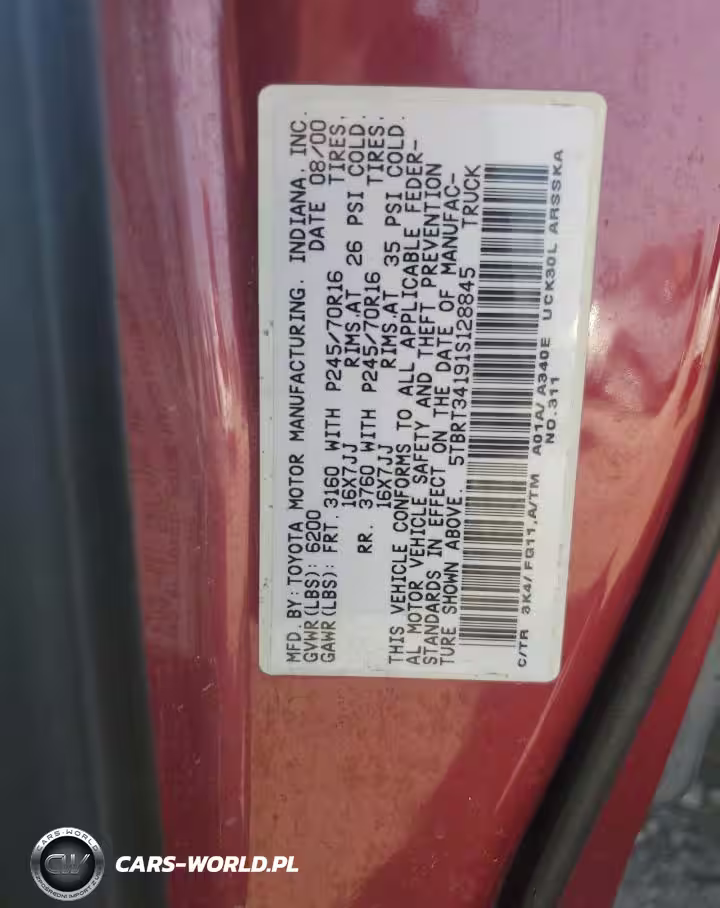 MFD. BY: TOYOTA MOTOR MANUFACTURING, INDIANA, INC.
GVWR(LBS): 6200 DATE 08/00
GAWR(LBS): FRT. 3160 WITH P245/70R16 TIRES,
16X7JJ RIMS,AT 26 PSI COLD.
RR. 3760 WITH P245/70R16 TIRES,
16X7JJ RIMS,AT 35 PSI COLD.
THIS VEHICLE CONFORMS TO ALL APPLICABLE FEDER-
AL MOTOR VEHICLE SAFETY AND THEFT PREVENTION
STANDARDS IN EFFECT ON THE DATE OF MANUFAC-
TURE SHOWN ABOVE. 5TBRT34191S128845 TRUCK
C/TR 3K4/ FG11,A/TM A01A/ A340E UCK30L ARSSKA
NO.311
CARS-WORLD
CW
CARS-WORLD.PL